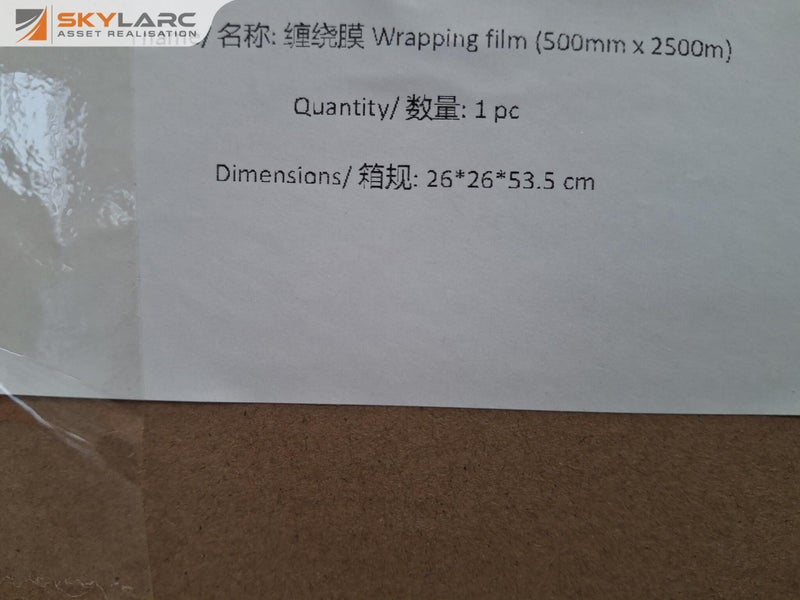 SKYLARC
ASSET REALISATION
名称: 缠绕膜 Wrapping film (500mm x 2500m)
Quantity/ 数量: 1 pc
Dimensions/ 箱规: 26*26*53.5 cm